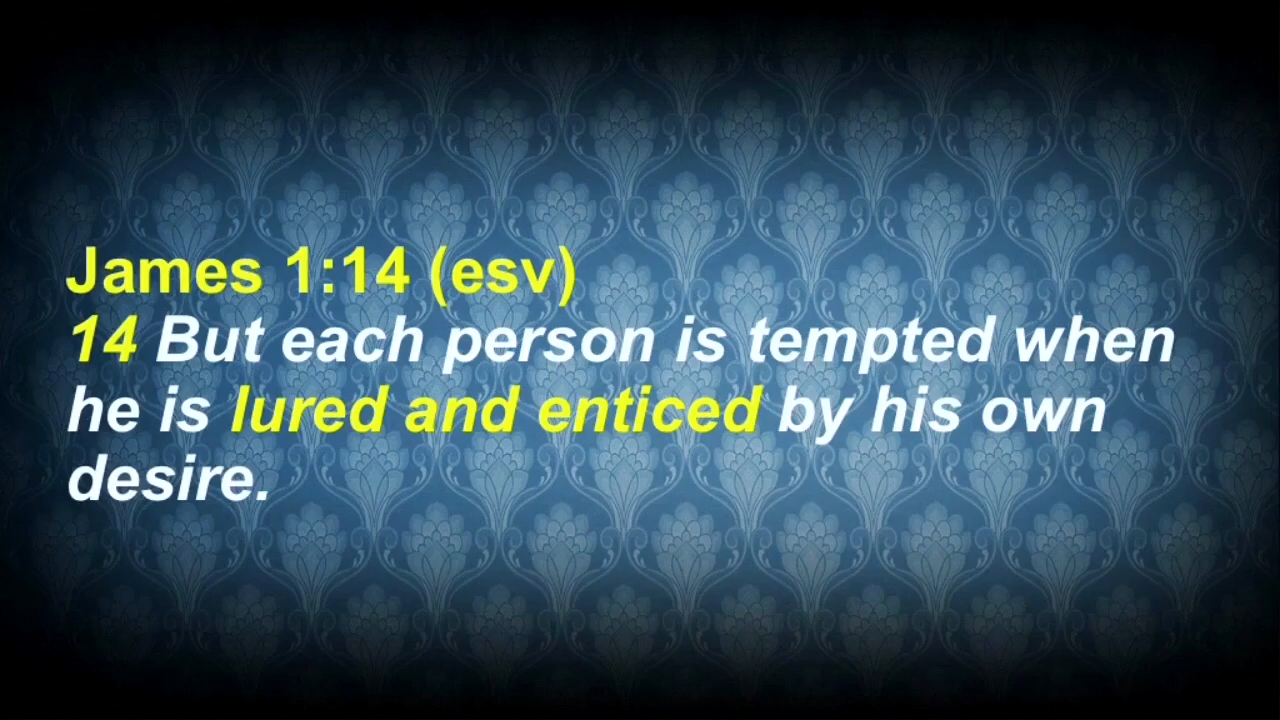 James 1:14 (esv)
14 But each person is tempted when
he is lured and enticed by his own
desire.